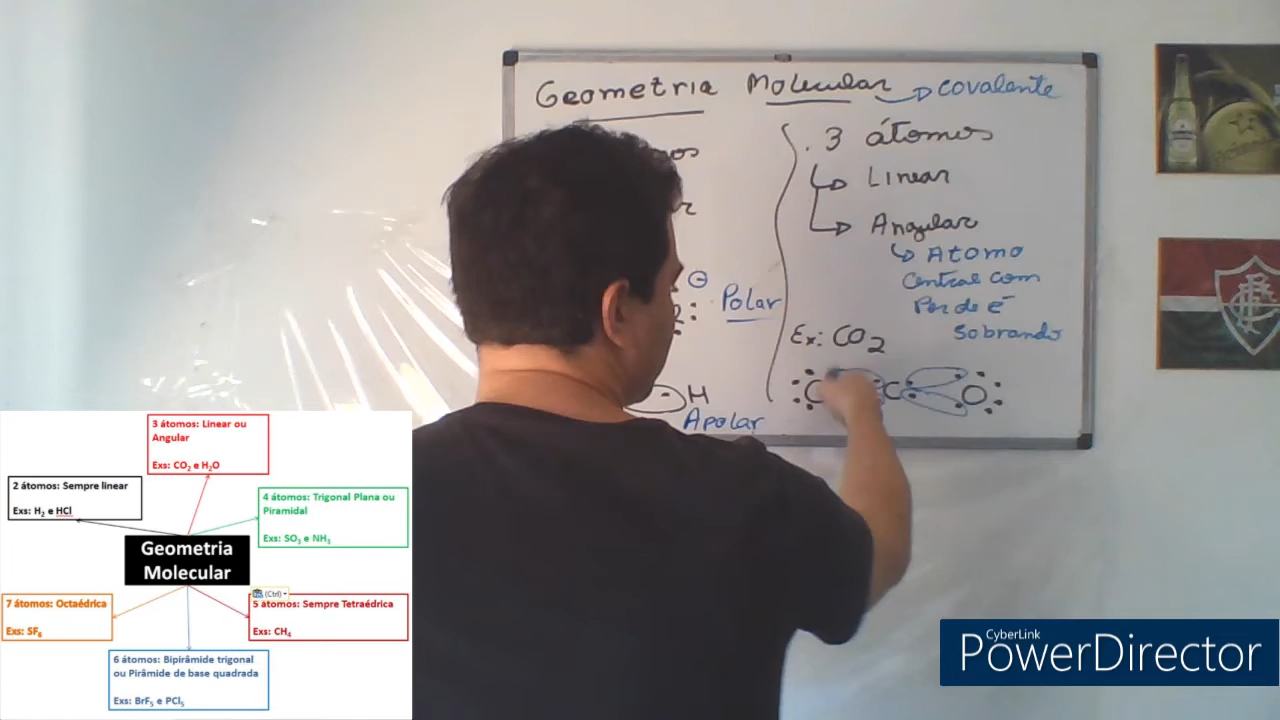 Geometria Molecular → covalente
. 3 átomos
↳ Linear
↳ Angular
↳ Atomo
Central com
Par de é
sobrando
⊖
Polar
Ex: CO2
C O
H
Apolar
3 átomos: Linear ou
Angular
Exs: CO₂ e H₂O
2 átomos: Sempre linear
Exs: H₂ e HCl
4 átomos: Trigonal Plana ou
Piramidal
Exs: SO₃ e NH₃
Geometria
Molecular
(Ctrl)
7 átomos: Octaédrica
Exs: SF₆
5 átomos: Sempre Tetraédrica
Exs: CH₄
6 átomos: Bipirâmide trigonal
ou Pirâmide de base quadrada
Exs: BrF₅ e PCl₅
CyberLink
PowerDirector